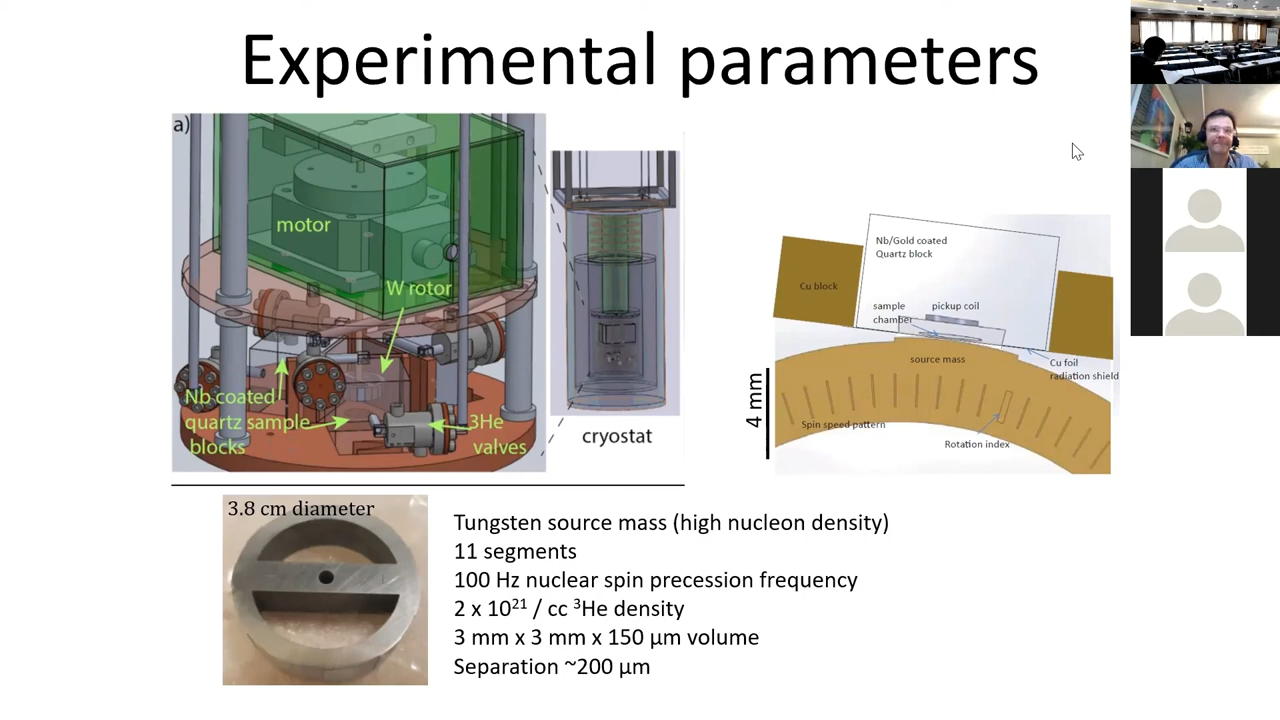 Experimental parameters
a)
motor
W rotor
Nb coated
quartz sample
blocks
3He
valves
cryostat
Nb/Gold coated
Quartz block
Cu block
sample
chamber
pickup coil
source mass
Cu foil
radiation shield
4 mm
Spin speed pattern
Rotation index
3.8 cm diameter
Tungsten source mass (high nucleon density)
11 segments
100 Hz nuclear spin precession frequency
2 x 10²¹ / cc ³He density
3 mm x 3 mm x 150 μm volume
Separation ~200 μm